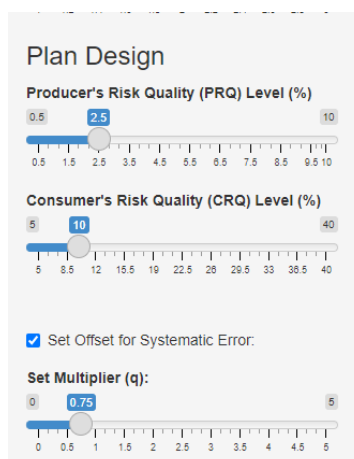 Plan Design
Producer's Risk Quality (PRQ) Level (%)
0.5 2.5 10
0.5 1.5 2.5 3.5 4.5 5.5 6.5 7.5 8.5 9.5 10
Consumer's Risk Quality (CRQ) Level (%)
5 10 40
5 8.5 12 15.5 19 22.5 26 29.5 33 36.5 40
Set Offset for Systematic Error:
Set Multiplier (q):
0 0.75 5
0 0.5 1 1.5 2 2.5 3 3.5 4 4.5 5